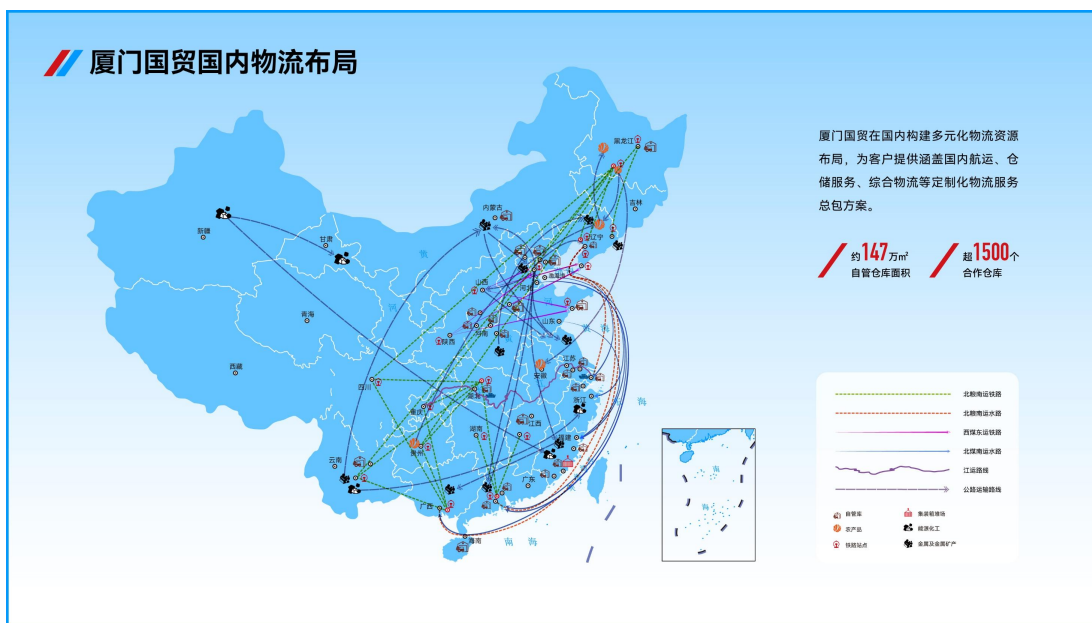 厦门国贸国内物流布局
厦门国贸在国内构建多元化物流资源
布局，为客户提供涵盖国内航运、仓
储服务、综合物流等定制化物流服务
总包方案。
约147万㎡
自管仓库面积
超1500个
合作仓库
黑龙江
吉林
内蒙古
辽宁
新疆
甘肃
河北
山西
山东
青海
河南
陕西
西藏
江苏
安徽
四川
重庆
湖北
浙江
江西
湖南
福建
贵州
云南
广东
广西
海南
黄
河
黄
海
海
南
海
南
海
北粮南运铁路
北粮南运水路
西煤东运铁路
北煤南运水路
江运路线
公路运输路线
自管库
集装箱堆场
农产品
能源化工
铁路站点
金属及金属矿产